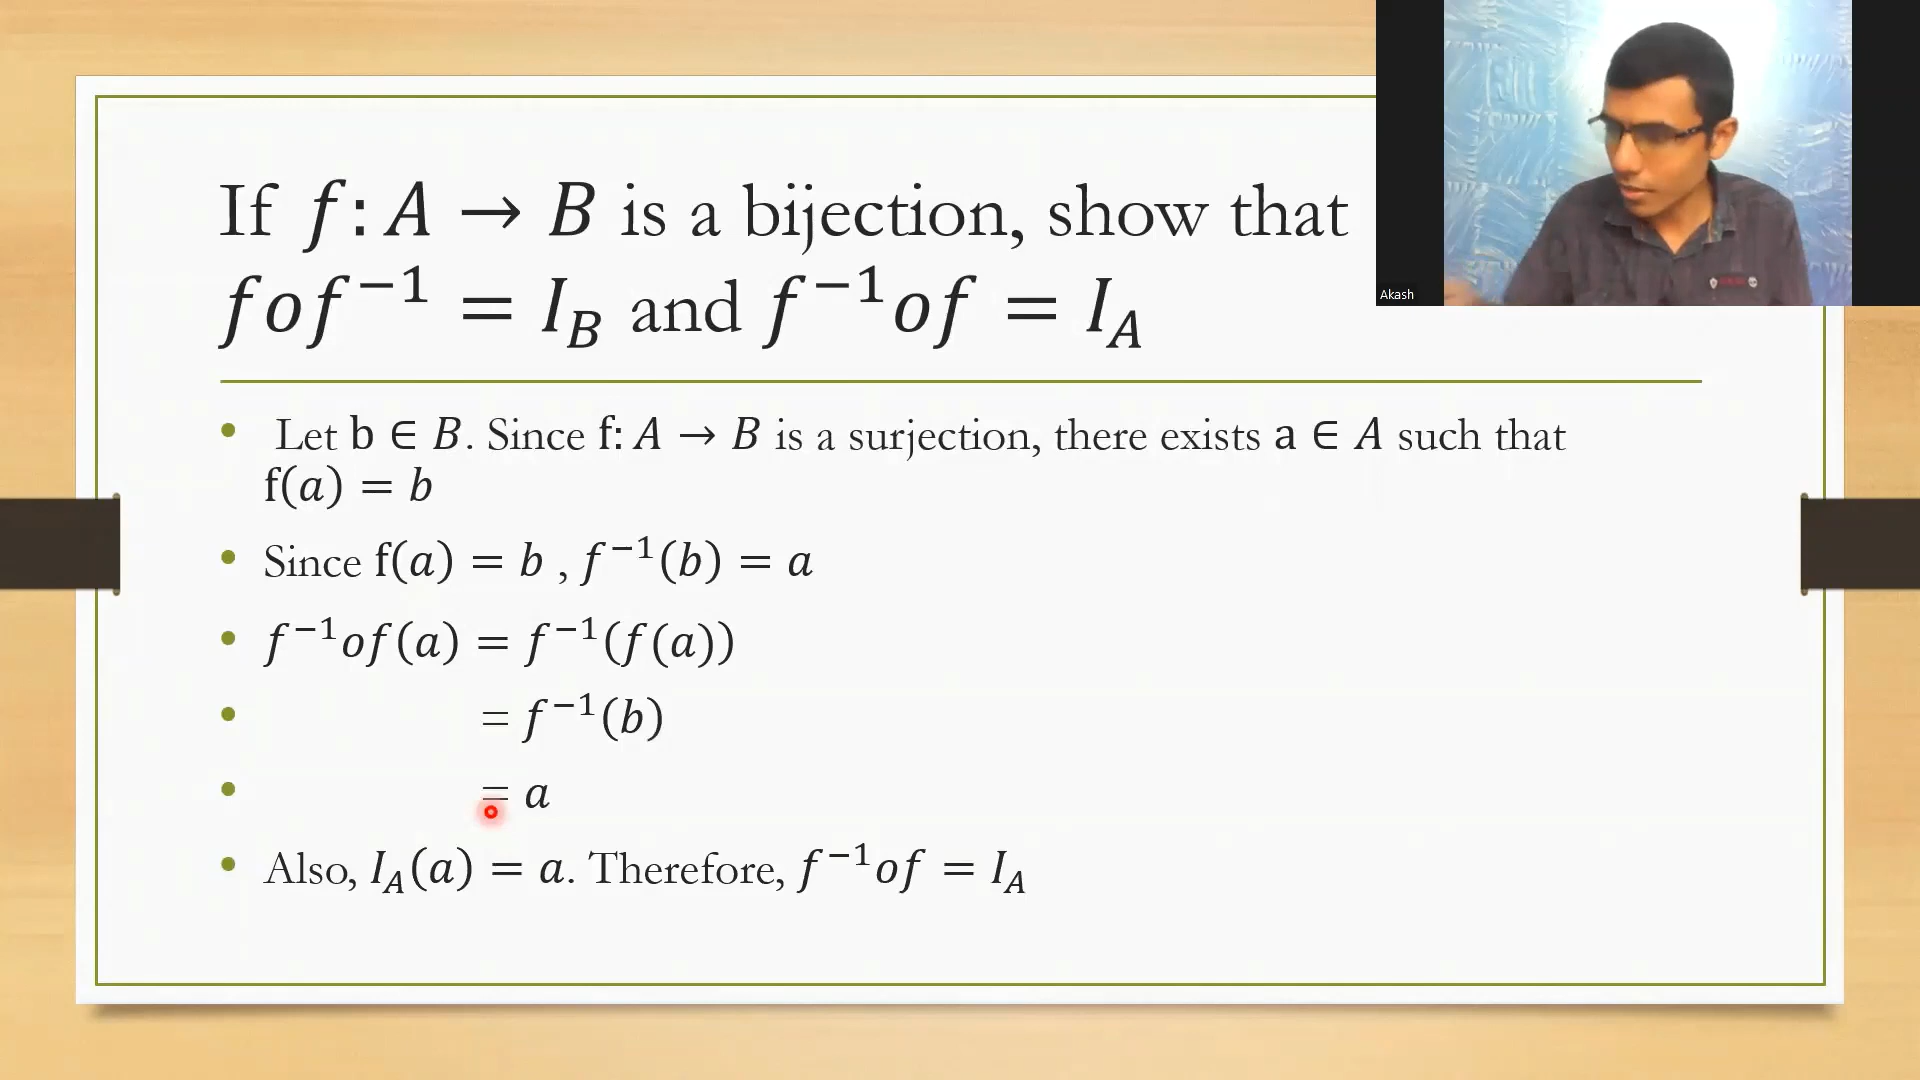 If f: A → B is a bijection, show that
fof⁻¹ = I_B and f⁻¹of = I_A
Akash
• Let b ∈ B. Since f: A → B is a surjection, there exists a ∈ A such that
f(a) = b
• Since f(a) = b , f⁻¹(b) = a
• f⁻¹of(a) = f⁻¹(f(a))
• = f⁻¹(b)
• = a
• Also, I_A(a) = a. Therefore, f⁻¹of = I_A